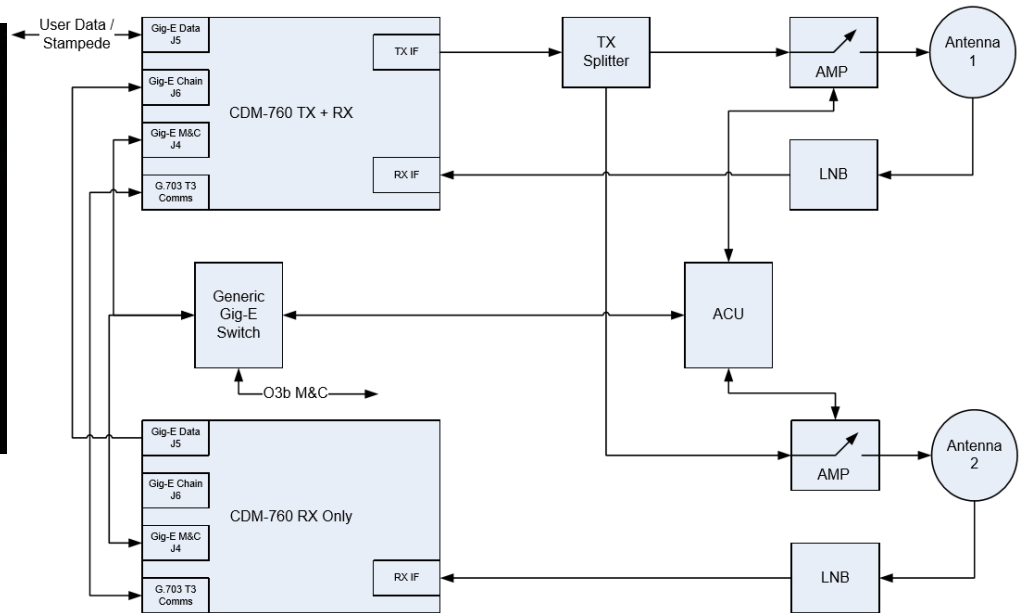 User Data /
Stampede
Gig-E Data
J5
Gig-E Chain
J6
Gig-E M&C
J4
G.703 T3
Comms
CDM-760 TX + RX
TX IF
RX IF
TX
Splitter
AMP
Antenna
1
LNB
Generic
Gig-E
Switch
ACU
O3b M&C
Gig-E Data
J5
Gig-E Chain
J6
Gig-E M&C
J4
G.703 T3
Comms
CDM-760 RX Only
RX IF
AMP
Antenna
2
LNB